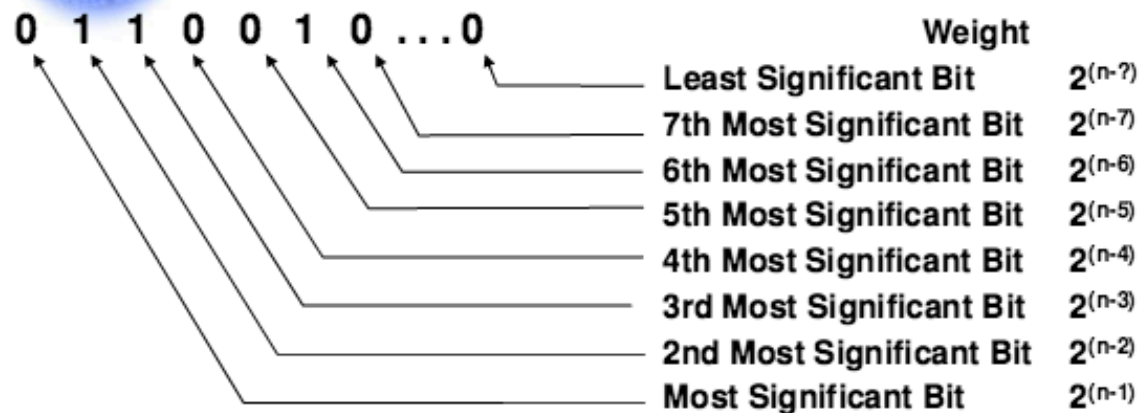 0 1 1 0 0 1 0 ...0 Weight
Least Significant Bit 2(n-?)
7th Most Significant Bit 2(n-7)
6th Most Significant Bit 2(n-6)
5th Most Significant Bit 2(n-5)
4th Most Significant Bit 2(n-4)
3rd Most Significant Bit 2(n-3)
2nd Most Significant Bit 2(n-2)
Most Significant Bit 2(n-1)